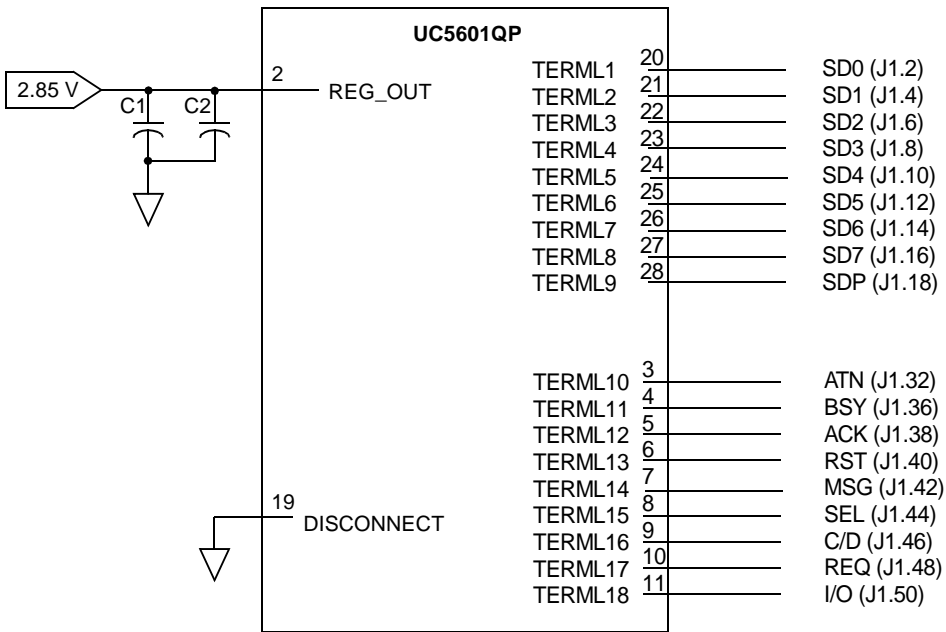 UC5601QP
2.85 V
C1 C2
2 REG_OUT
19 DISCONNECT
TERML1 20 SD0 (J1.2)
TERML2 21 SD1 (J1.4)
TERML3 22 SD2 (J1.6)
TERML4 23 SD3 (J1.8)
TERML5 24 SD4 (J1.10)
TERML6 25 SD5 (J1.12)
TERML7 26 SD6 (J1.14)
TERML8 27 SD7 (J1.16)
TERML9 28 SDP (J1.18)
TERML10 3 ATN (J1.32)
TERML11 4 BSY (J1.36)
TERML12 5 ACK (J1.38)
TERML13 6 RST (J1.40)
TERML14 7 MSG (J1.42)
TERML15 8 SEL (J1.44)
TERML16 9 C/D (J1.46)
TERML17 10 REQ (J1.48)
TERML18 11 I/O (J1.50)